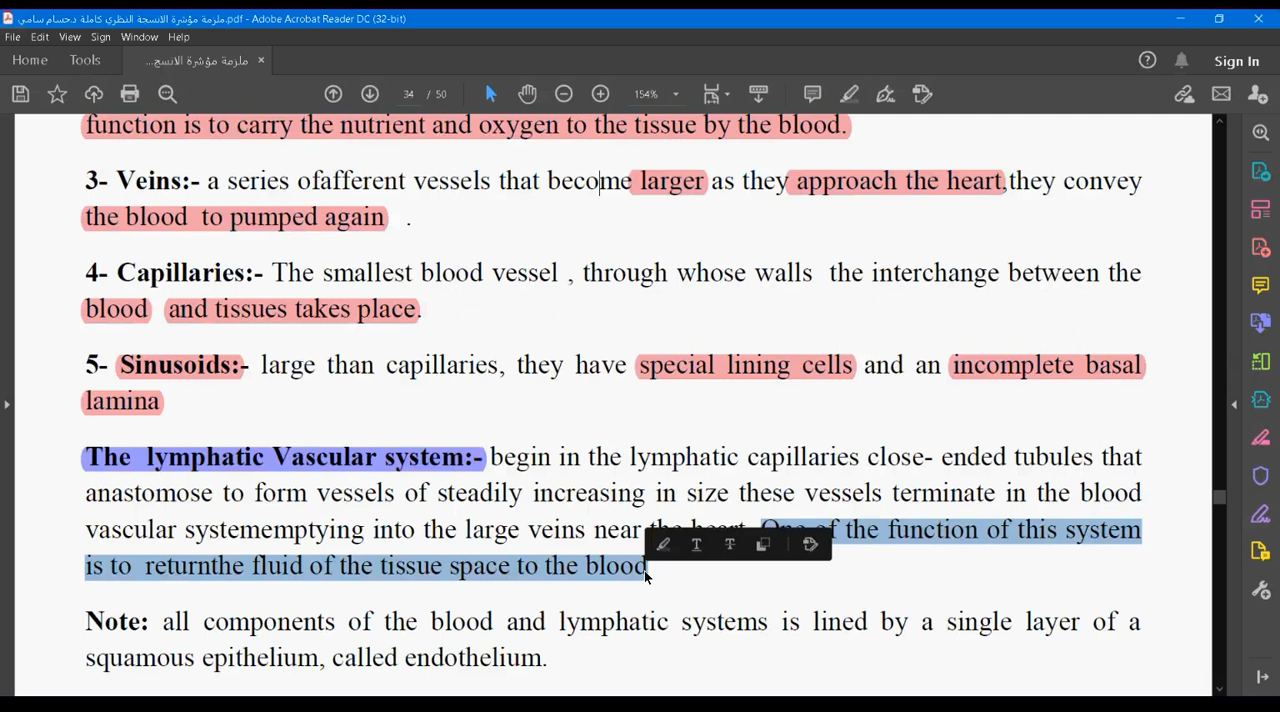 ملزمة مؤشرة الانسجة النظري كاملة د.حسام سامي.pdf - Adobe Acrobat Reader DC (32-bit)
File Edit View Sign Window Help
Home Tools ملزمة مؤشرة الانسج... × Sign In
34 / 50 154%
function is to carry the nutrient and oxygen to the tissue by the blood.
3- Veins:- a series ofafferent vessels that become larger as they approach the heart,they convey
the blood to pumped again .
4- Capillaries:- The smallest blood vessel , through whose walls the interchange between the
blood and tissues takes place.
5- Sinusoids:- large than capillaries, they have special lining cells and an incomplete basal
lamina
The lymphatic Vascular system:- begin in the lymphatic capillaries close- ended tubules that
anastomose to form vessels of steadily increasing in size these vessels terminate in the blood
vascular systememptying into the large veins near the heart. One of the function of this system
is to returnthe fluid of the tissue space to the blood
Note: all components of the blood and lymphatic systems is lined by a single layer of a
squamous epithelium, called endothelium.